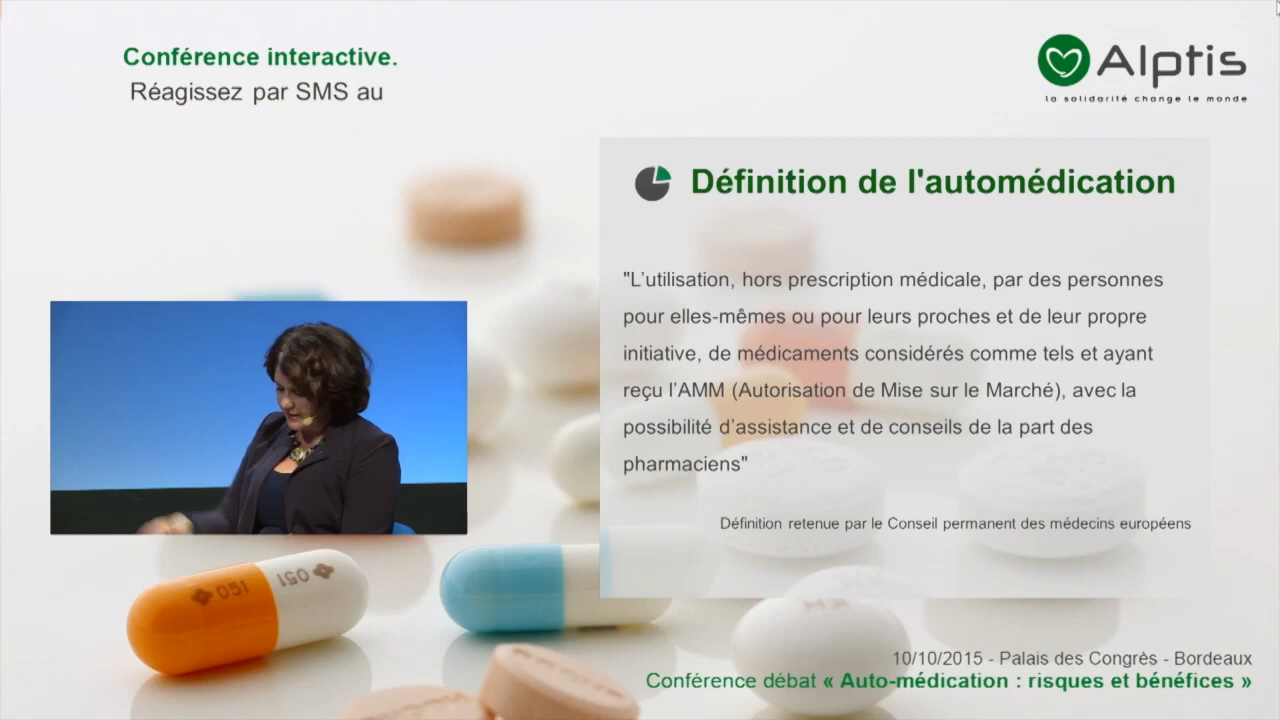 Conférence interactive.
Réagissez par SMS au
Alptis
la solidarité change le monde
Définition de l'automédication
"L'utilisation, hors prescription médicale, par des personnes
pour elles-mêmes ou pour leurs proches et de leur propre
initiative, de médicaments considérés comme tels et ayant
reçu l'AMM (Autorisation de Mise sur le Marché), avec la
possibilité d'assistance et de conseils de la part des
pharmaciens"
Définition retenue par le Conseil permanent des médecins européens
051 051
10/10/2015 - Palais des Congrès - Bordeaux
Conférence débat « Auto-médication : risques et bénéfices »